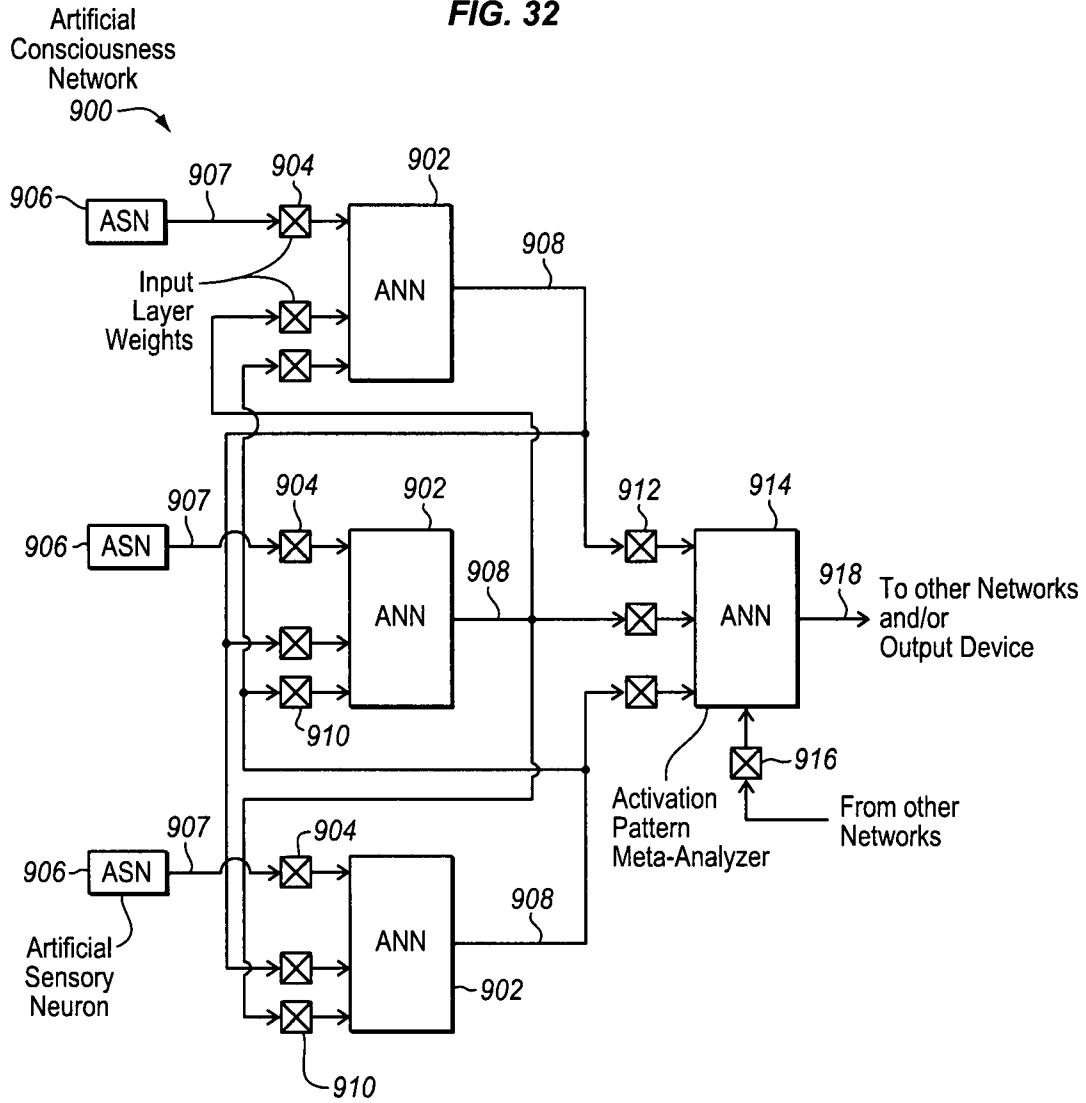 FIG. 32
Artificial
Consciousness
Network
900
904
902
907
906
ASN
908
Input
Layer
Weights
ANN
904
902
907
912
914
906
ASN
908
918
ANN
ANN
To other Networks
and/or
Output Device
910
916
Activation
Pattern
Meta-Analyzer
From other
Networks
904
907
906
ASN
908
ANN
Artificial
Sensory
Neuron
902
910